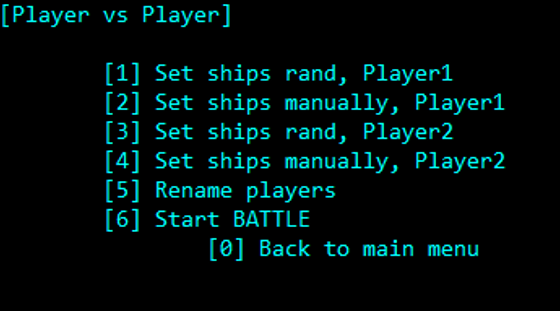 [Player vs Player]
[1] Set ships rand, Player1
[2] Set ships manually, Player1
[3] Set ships rand, Player2
[4] Set ships manually, Player2
[5] Rename players
[6] Start BATTLE
[0] Back to main menu